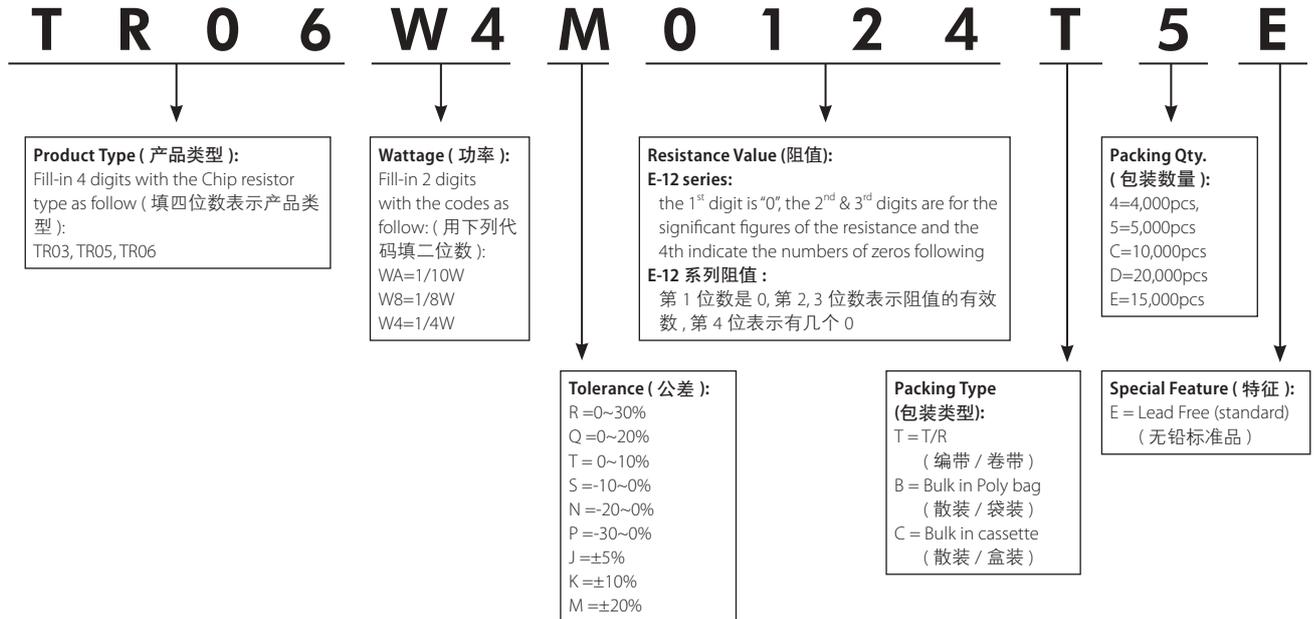 T R 0 6 W 4 M 0 1 2 4 T 5 E
Product Type ( 产品类型 ):
Fill-in 4 digits with the Chip resistor
type as follow ( 填四位数表示产品类
型 ):
TR03, TR05, TR06
Wattage ( 功率 ):
Fill-in 2 digits
with the codes as
follow: ( 用下列代
码填二位数 ):
WA=1/10W
W8=1/8W
W4=1/4W
Resistance Value (阻值):
E-12 series:
the 1st digit is “0”, the 2nd & 3rd digits are for the
significant figures of the resistance and the
4th indicate the numbers of zeros following
E-12 系列阻值 :
第 1 位数是 0, 第 2, 3 位数表示阻值的有效
数 , 第 4 位表示有几个 0
Packing Qty.
( 包装数量 ):
4=4,000pcs,
5=5,000pcs
C=10,000pcs
D=20,000pcs
E=15,000pcs
Tolerance ( 公差 ):
R =0~30%
Q =0~20%
T = 0~10%
S =-10~0%
N =-20~0%
P =-30~0%
J =±5%
K =±10%
M =±20%
Packing Type
(包装类型):
T = T/R
( 编带 / 卷带 )
B = Bulk in Poly bag
( 散装 / 袋装 )
C = Bulk in cassette
( 散装 / 盒装 )
Special Feature ( 特征 ):
E = Lead Free (standard)
( 无铅标准品 )